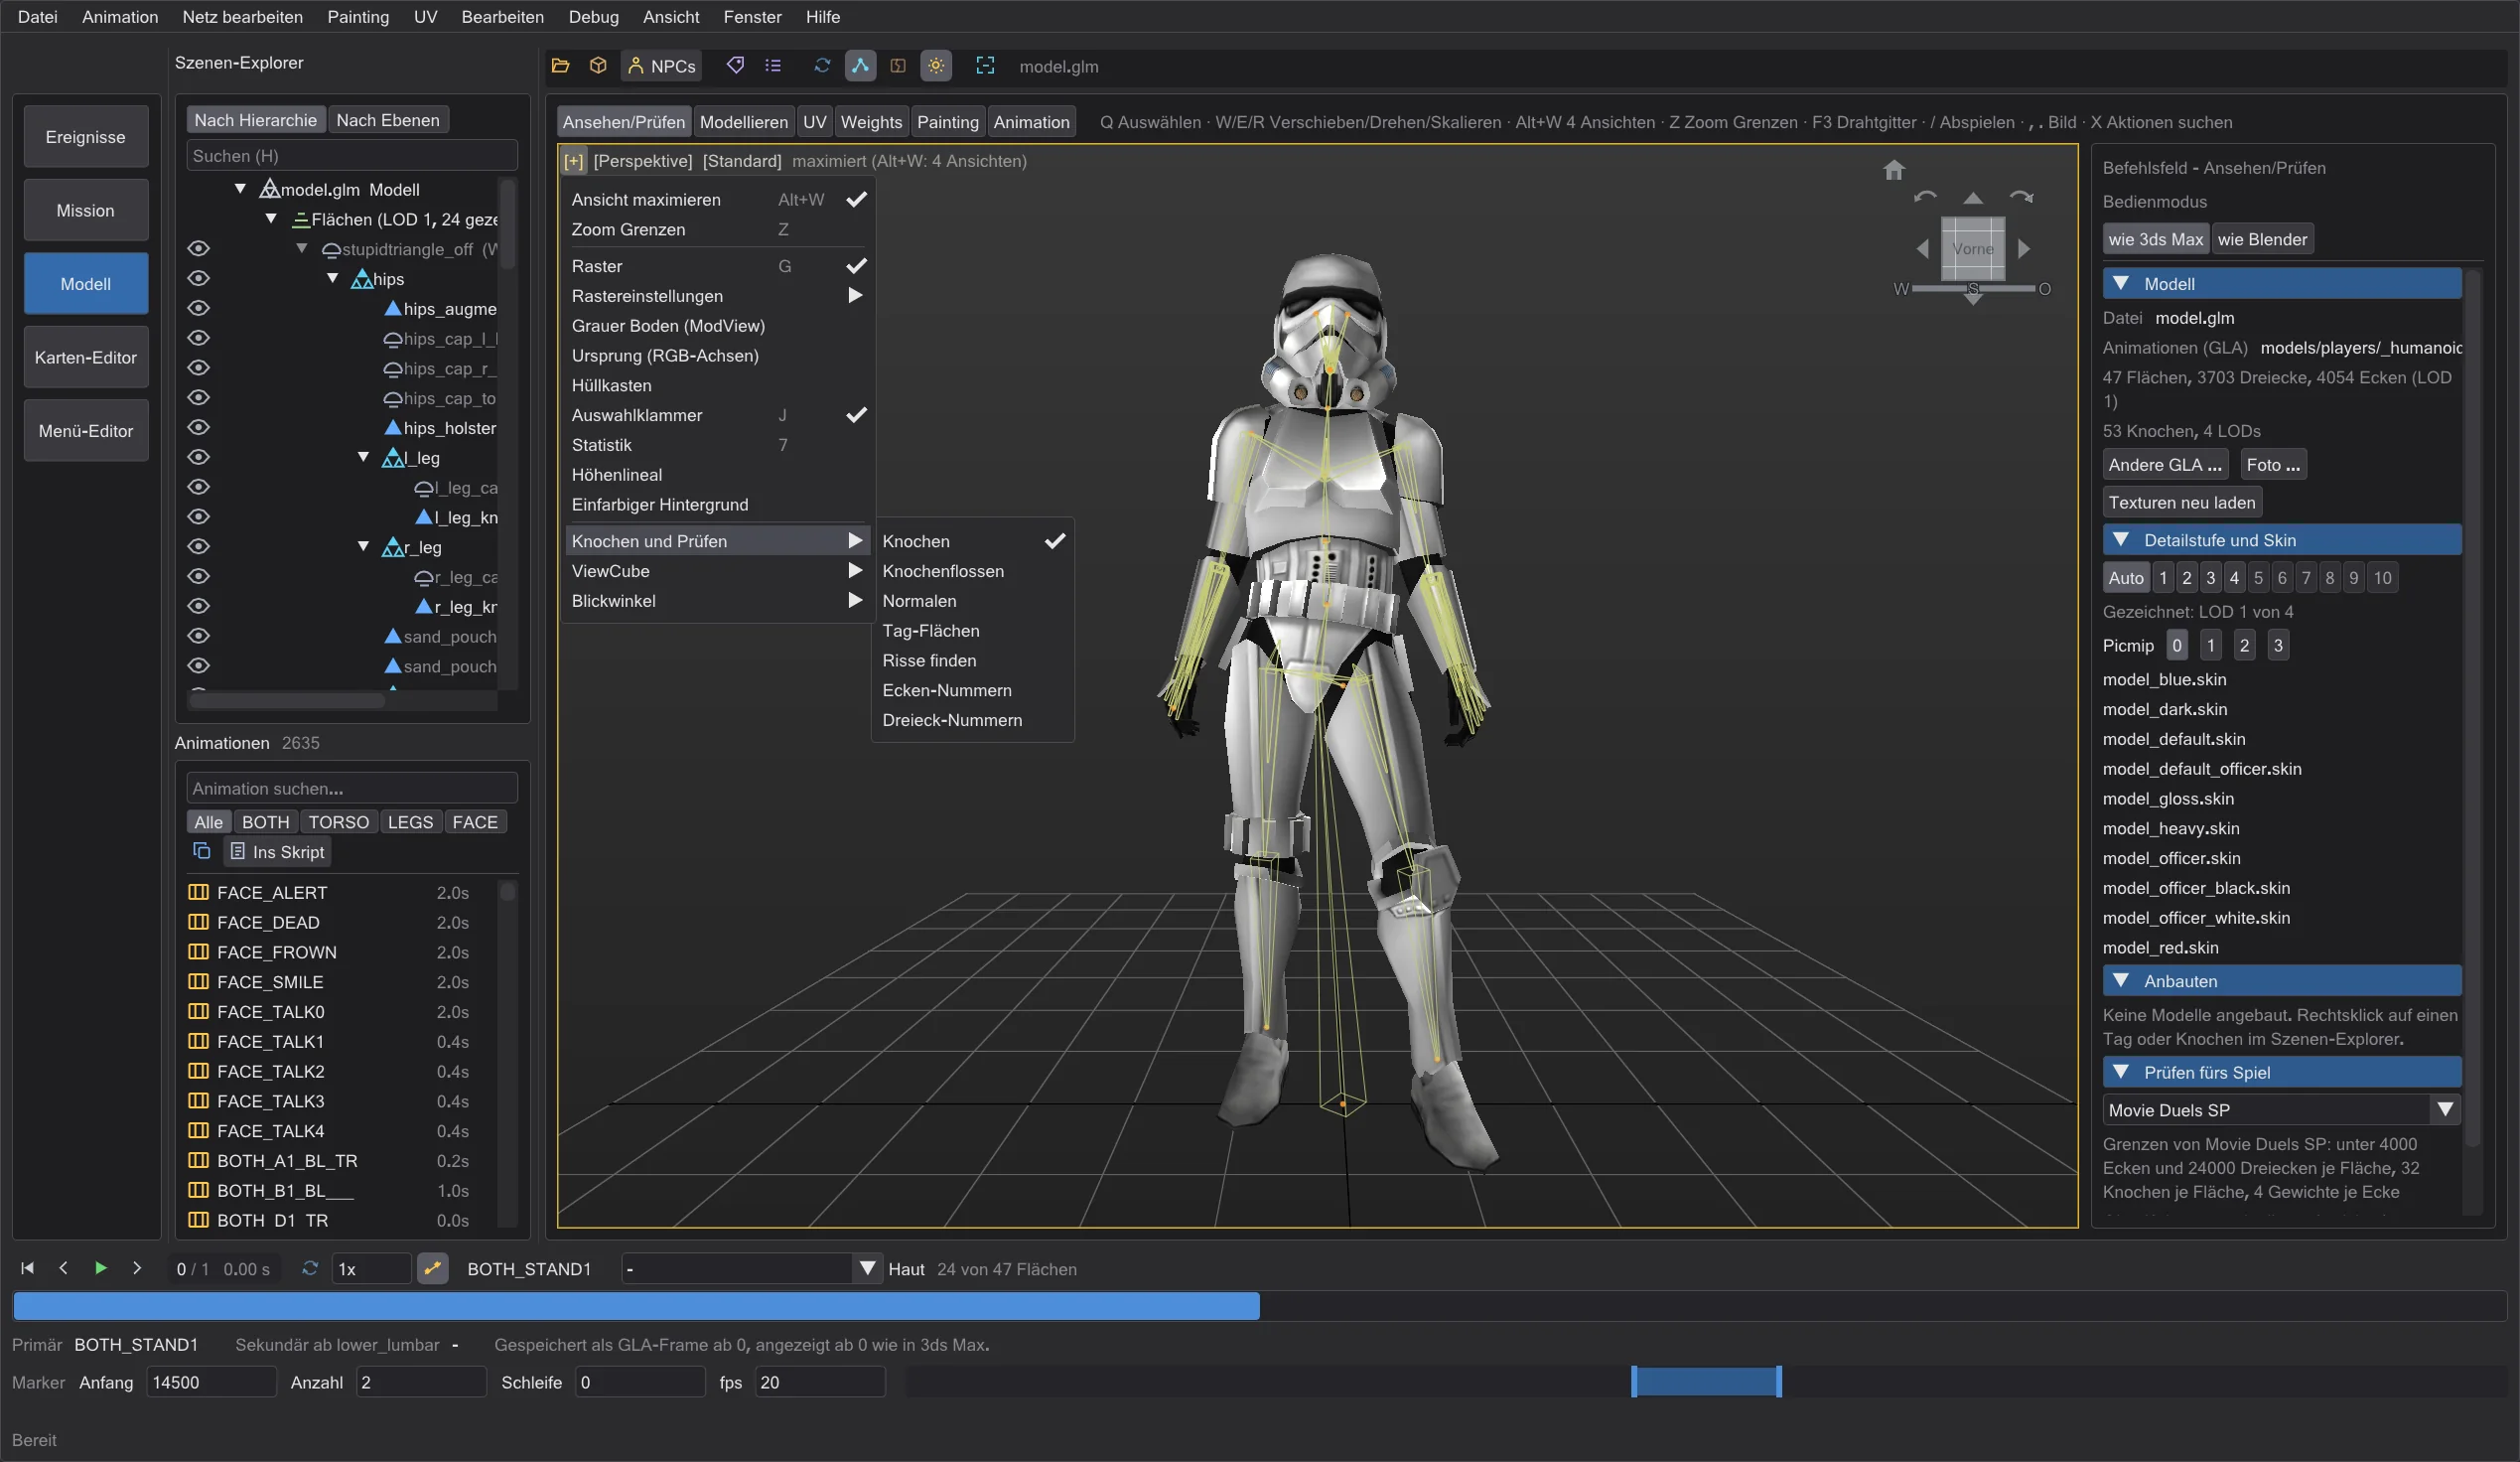 Datei Animation Netz bearbeiten Painting UV Bearbeiten Debug Ansicht Fenster Hilfe
Szenen-Explorer
NPCs model.glm
Ereignisse
Mission
Modell
Karten-Editor
Menü-Editor
Nach Hierarchie Nach Ebenen
Suchen (H)
model.glm Modell
Flächen (LOD 1, 24 geze
stupidtriangle_off (W
hips
hips_augme
hips_cap_l_l
hips_cap_r_
hips_cap_to
hips_holster
l_leg
l_leg_ca
l_leg_kn
r_leg
r_leg_ca
r_leg_kr
sand_pouch
sand_pouch
Animationen 2635
Animation suchen...
Alle BOTH TORSO LEGS FACE
Ins Skript
FACE_ALERT 2.0s
FACE_DEAD 2.0s
FACE_FROWN 2.0s
FACE_SMILE 2.0s
FACE_TALK0 2.0s
FACE_TALK1 0.4s
FACE_TALK2 0.4s
FACE_TALK3 0.4s
FACE_TALK4 0.4s
BOTH_A1_BL_TR 0.2s
BOTH_B1_BL___ 1.0s
BOTH_D1_TR 0.0s
Ansehen/Prüfen Modellieren UV Weights Painting Animation Q Auswählen · W/E/R Verschieben/Drehen/Skalieren · Alt+W 4 Ansichten · Z Zoom Grenzen · F3 Drahtgitter · / Abspielen · , . Bild · X Aktionen suchen
[+] [Perspektive] [Standard] maximiert (Alt+W: 4 Ansichten)
Ansicht maximieren Alt+W
Zoom Grenzen Z
Raster G
Rastereinstellungen
Grauer Boden (ModView)
Ursprung (RGB-Achsen)
Hüllkasten
Auswahlklammer J
Statistik 7
Höhenlineal
Einfarbiger Hintergrund
Knochen und Prüfen
ViewCube
Blickwinkel
Knochen
Knochenflossen
Normalen
Tag-Flächen
Risse finden
Ecken-Nummern
Dreieck-Nummern
Vorne
W S O
Befehlsfeld - Ansehen/Prüfen
Bedienmodus
wie 3ds Max wie Blender
Modell
Datei model.glm
Animationen (GLA) models/players/_humanoic
47 Flächen, 3703 Dreiecke, 4054 Ecken (LOD
1)
53 Knochen, 4 LODs
Andere GLA ... Foto ...
Texturen neu laden
Detailstufe und Skin
Auto 1 2 3 4 5 6 7 8 9 10
Gezeichnet: LOD 1 von 4
Picmip 0 1 2 3
model_blue.skin
model_dark.skin
model_default.skin
model_default_officer.skin
model_gloss.skin
model_heavy.skin
model_officer.skin
model_officer_black.skin
model_officer_white.skin
model_red.skin
Anbauten
Keine Modelle angebaut. Rechtsklick auf einen
Tag oder Knochen im Szenen-Explorer.
Prüfen fürs Spiel
Movie Duels SP
Grenzen von Movie Duels SP: unter 4000
Ecken und 24000 Dreiecken je Fläche, 32
Knochen je Fläche, 4 Gewichte je Ecke
0 / 1 0.00 s 1x BOTH_STAND1 - Haut 24 von 47 Flächen
Primär BOTH_STAND1 Sekundär ab lower_lumbar - Gespeichert als GLA-Frame ab 0, angezeigt ab 0 wie in 3ds Max.
Marker Anfang 14500 Anzahl 2 Schleife 0 fps 20
Bereit